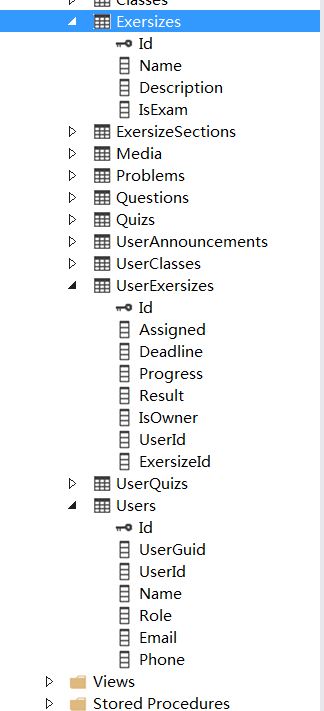 Classes
Exersizes
Id
Name
Description
IsExam
ExersizeSections
Media
Problems
Questions
Quizs
UserAnnouncements
UserClasses
UserExersizes
Id
Assigned
Deadline
Progress
Result
IsOwner
UserId
ExersizeId
UserQuizs
Users
Id
UserGuid
UserId
Name
Role
Email
Phone
Views
Stored Procedures